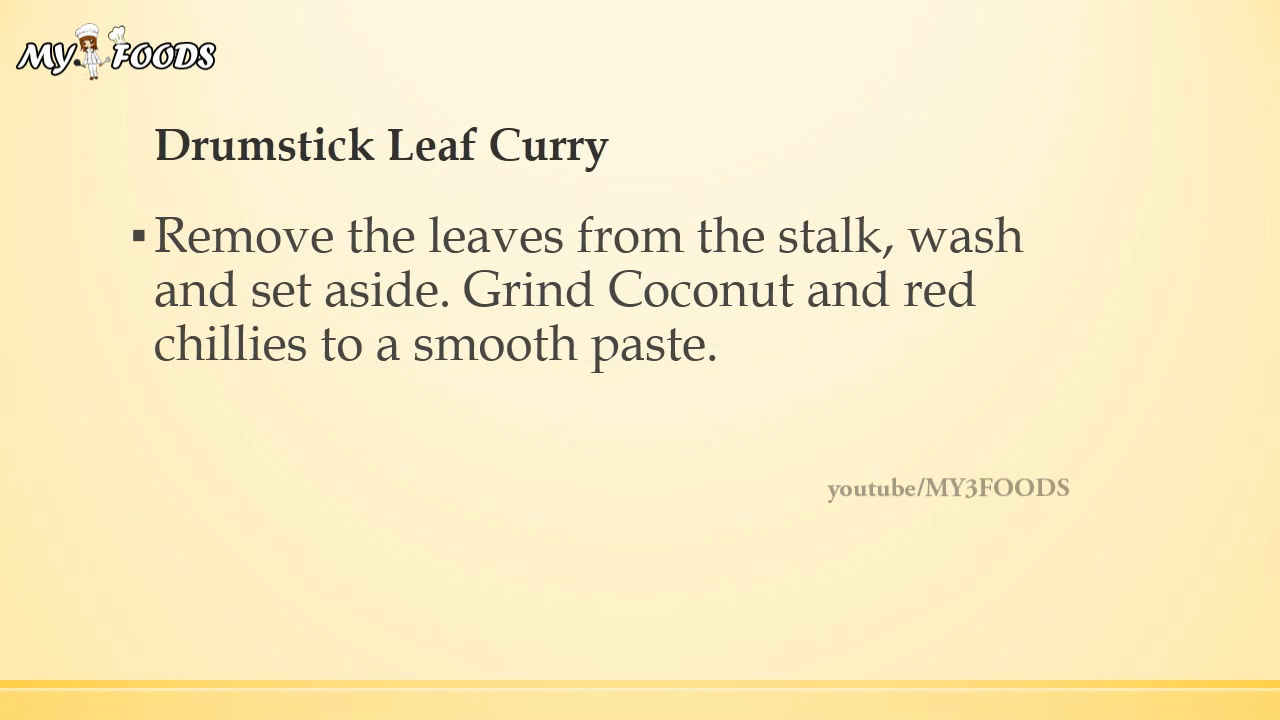 MY FOODS
Drumstick Leaf Curry
▪ Remove the leaves from the stalk, wash
and set aside. Grind Coconut and red
chillies to a smooth paste.
youtube/MY3FOODS